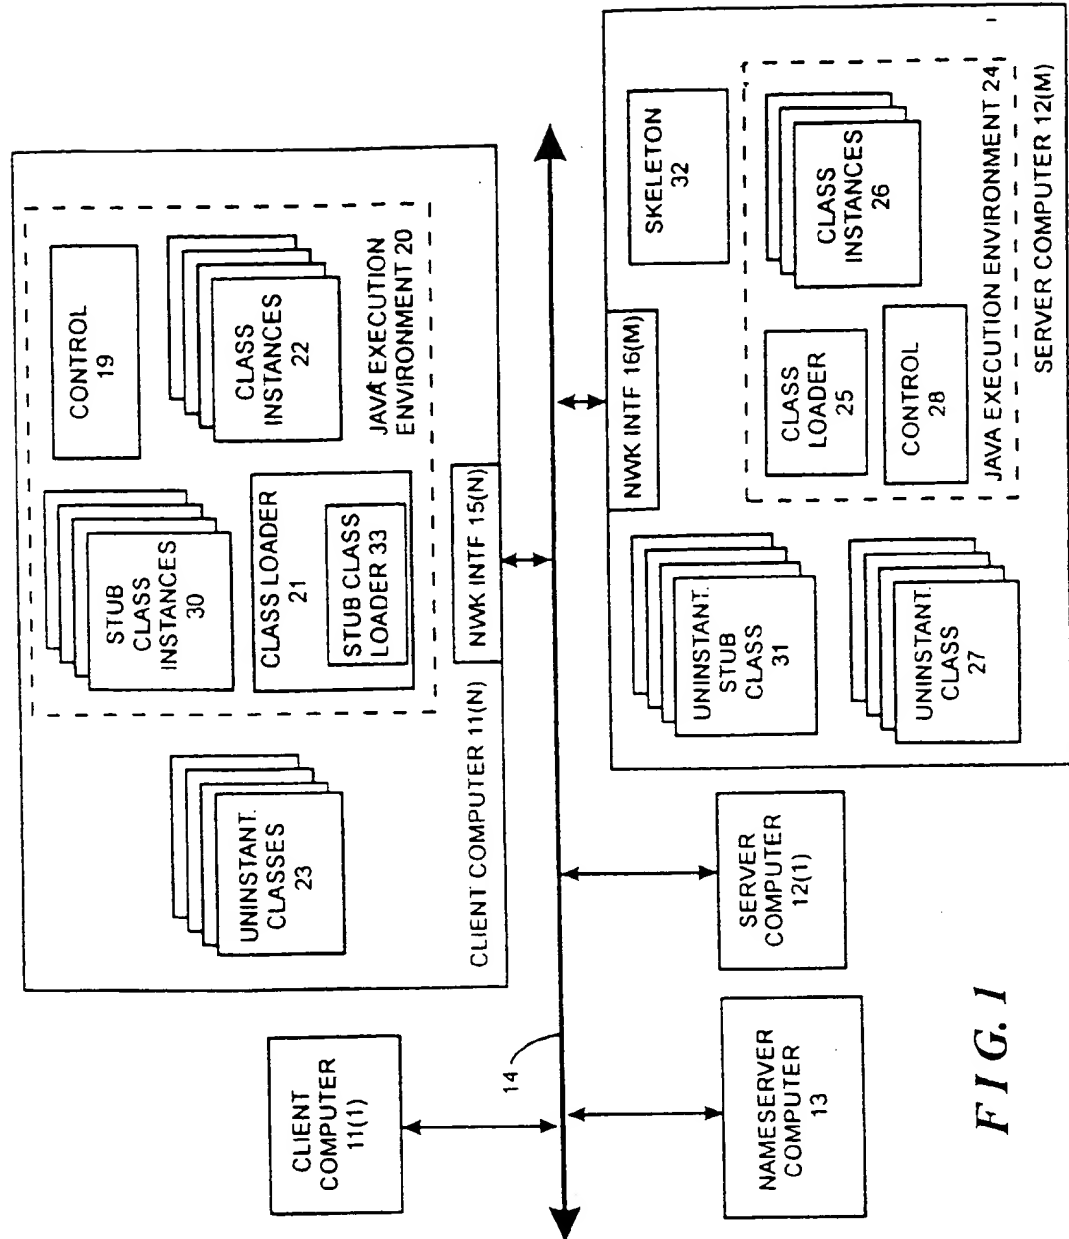 CLIENT
COMPUTER
11(1)
UNINSTANT.
CLASSES
23
STUB
CLASS
INSTANCES
30
CONTROL
19
CLASS LOADER
21
STUB CLASS
LOADER 33
CLASS
INSTANCES
22
JAVA EXECUTION
ENVIRONMENT 20
CLIENT COMPUTER 11(N)
NWK INTF 15(N)
14
NAMESERVER
COMPUTER
13
SERVER
COMPUTER
12(1)
NWK INTF 16(M)
UNINSTANT.
STUB
CLASS
31
SKELETON
32
CLASS
LOADER
25
CLASS
INSTANCES
26
UNINSTANT.
CLASS
27
CONTROL
28
JAVA EXECUTION ENVIRONMENT 24
SERVER COMPUTER 12(M)
FIG. 1